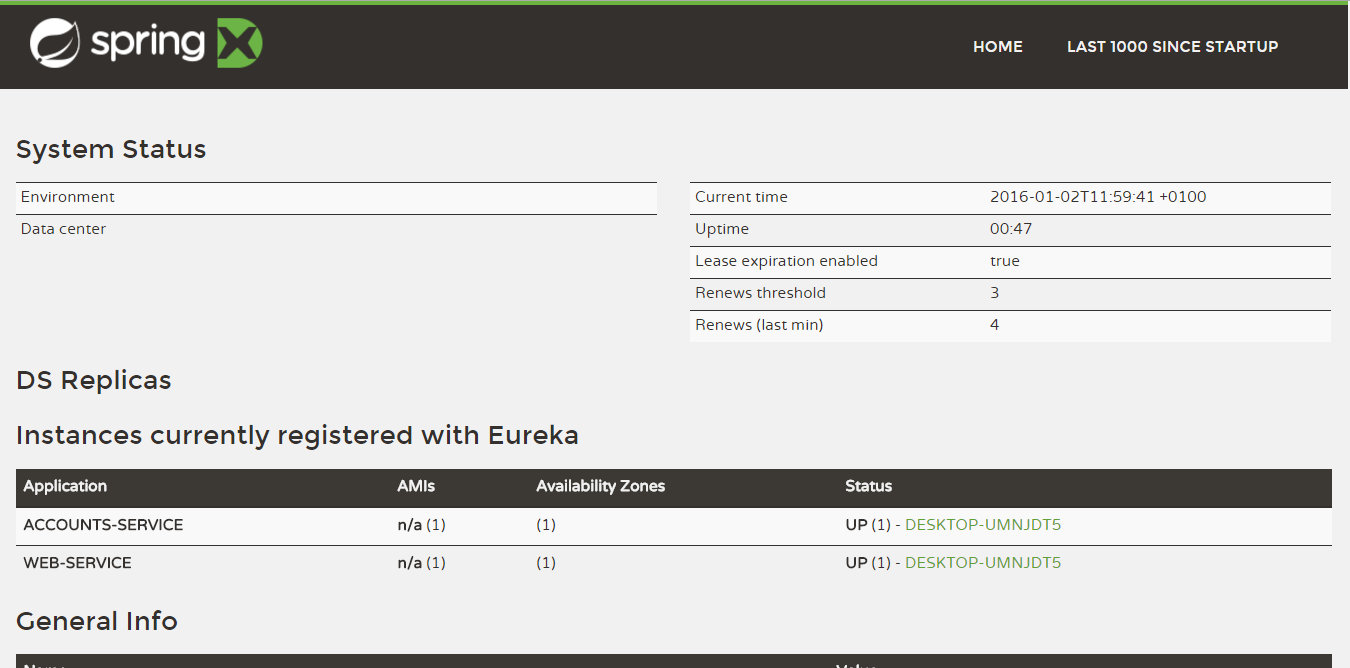 spring
HOME LAST 1000 SINCE STARTUP
System Status
Environment
Data center
Current time 2016-01-02T11:59:41 +0100
Uptime 00:47
Lease expiration enabled true
Renews threshold 3
Renews (last min) 4
DS Replicas
Instances currently registered with Eureka
Application AMIs Availability Zones Status
ACCOUNTS-SERVICE n/a (1) (1) UP (1) - DESKTOP-UMNJDT5
WEB-SERVICE n/a (1) (1) UP (1) - DESKTOP-UMNJDT5
General Info